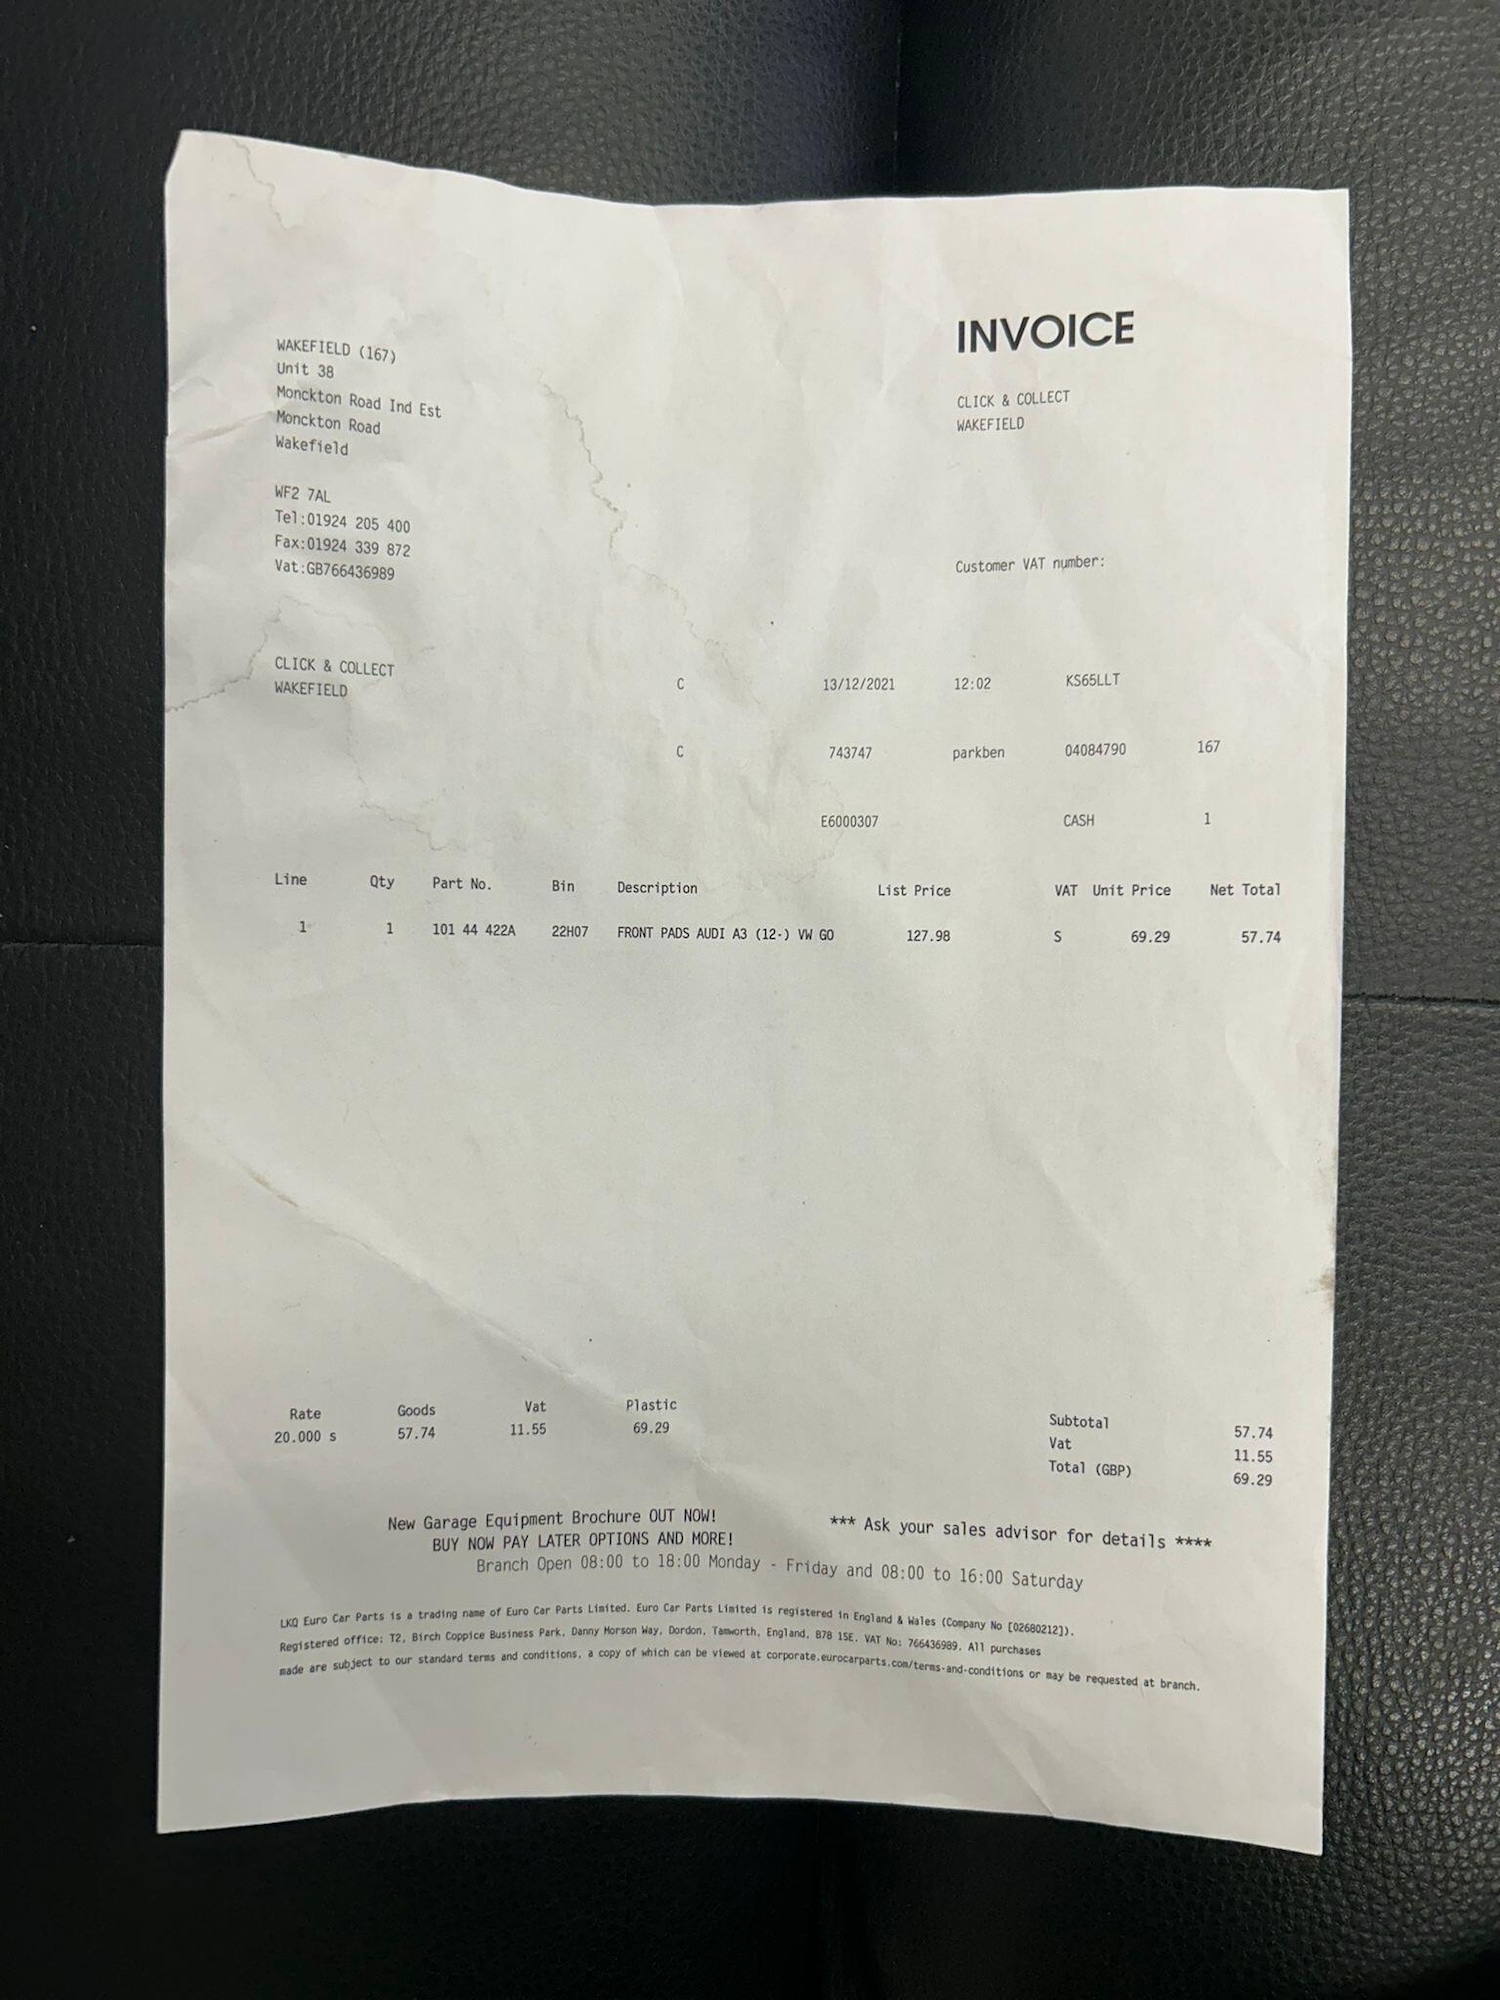 INVOICE
WAKEFIELD (167)
Unit 38
Monckton Road Ind Est
Monckton Road
Wakefield
WF2 7AL
Tel:01924 205 400
Fax:01924 339 872
Vat:GB766436989
CLICK & COLLECT
WAKEFIELD
Customer VAT number:
CLICK & COLLECT
WAKEFIELD
C 13/12/2021 12:02 KS65LLT
C 743747 parkben 04084790 167
E6000307 CASH 1
Line Qty Part No. Bin Description List Price VAT Unit Price Net Total
1 1 101 44 422A 22H07 FRONT PADS AUDI A3 (12-) VW GO 127.98 S 69.29 57.74
Rate Goods Vat Plastic
20.000 s 57.74 11.55 69.29
Subtotal 57.74
Vat 11.55
Total (GBP) 69.29
New Garage Equipment Brochure OUT NOW! *** Ask your sales advisor for details ****
BUY NOW PAY LATER OPTIONS AND MORE!
Branch Open 08:00 to 18:00 Monday - Friday and 08:00 to 16:00 Saturday
LKQ Euro Car Parts is a trading name of Euro Car Parts Limited. Euro Car Parts Limited is registered in England & Wales (Company No [02680212]).
Registered office: T2, Birch Coppice Business Park, Danny Morson Way, Dordon, Tamworth, England, B78 1SE. VAT No: 766436989. All purchases
made are subject to our standard terms and conditions, a copy of which can be viewed at corporate.eurocarparts.com/terms-and-conditions or may be requested at branch.